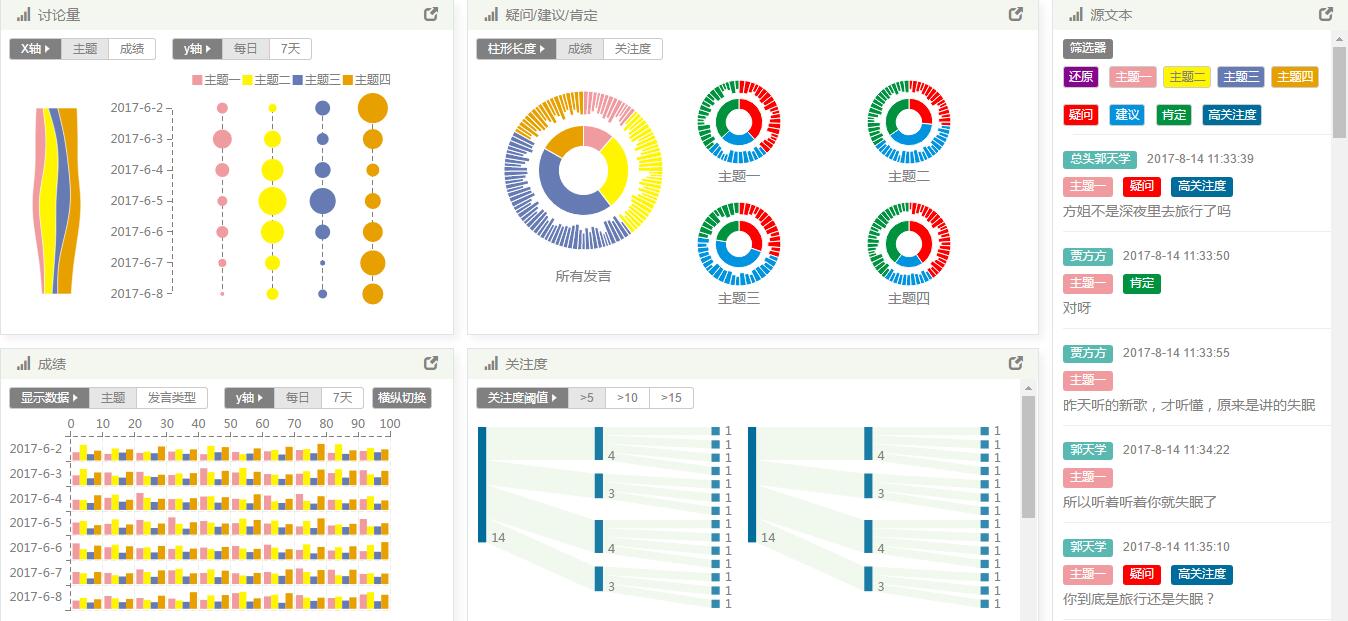 讨论量
X轴 主题 成绩 y轴 每日 7天
主题一 主题二 主题三 主题四
2017-6-2
2017-6-3
2017-6-4
2017-6-5
2017-6-6
2017-6-7
2017-6-8
疑问/建议/肯定
柱形长度 成绩 关注度
所有发言
主题一 主题二
主题三 主题四
成绩
显示数据 主题 发言类型 y轴 每日 7天 横纵切换
0 10 20 30 40 50 60 70 80 90 100
2017-6-2
2017-6-3
2017-6-4
2017-6-5
2017-6-6
2017-6-7
2017-6-8
关注度
关注度阈值 >5 >10 >15
14 4 3 4 3 1 1 1 1 1 1 1 1 1 1 1 1 1 1
14 4 3 4 3 1 1 1 1 1 1 1 1 1 1 1 1 1 1
源文本
筛选器
还原 主题一 主题二 主题三 主题四
疑问 建议 肯定 高关注度
总头郭天学 2017-8-14 11:33:39
主题一 疑问 高关注度
方姐不是深夜里去旅行了吗
贾方方 2017-8-14 11:33:50
主题一 肯定
对呀
贾方方 2017-8-14 11:33:55
主题一
昨天听的新歌，才听懂，原来是讲的失眠
郭天学 2017-8-14 11:34:22
主题一
所以听着听着你就失眠了
郭天学 2017-8-14 11:35:10
主题一 疑问 高关注度
你到底是旅行还是失眠？